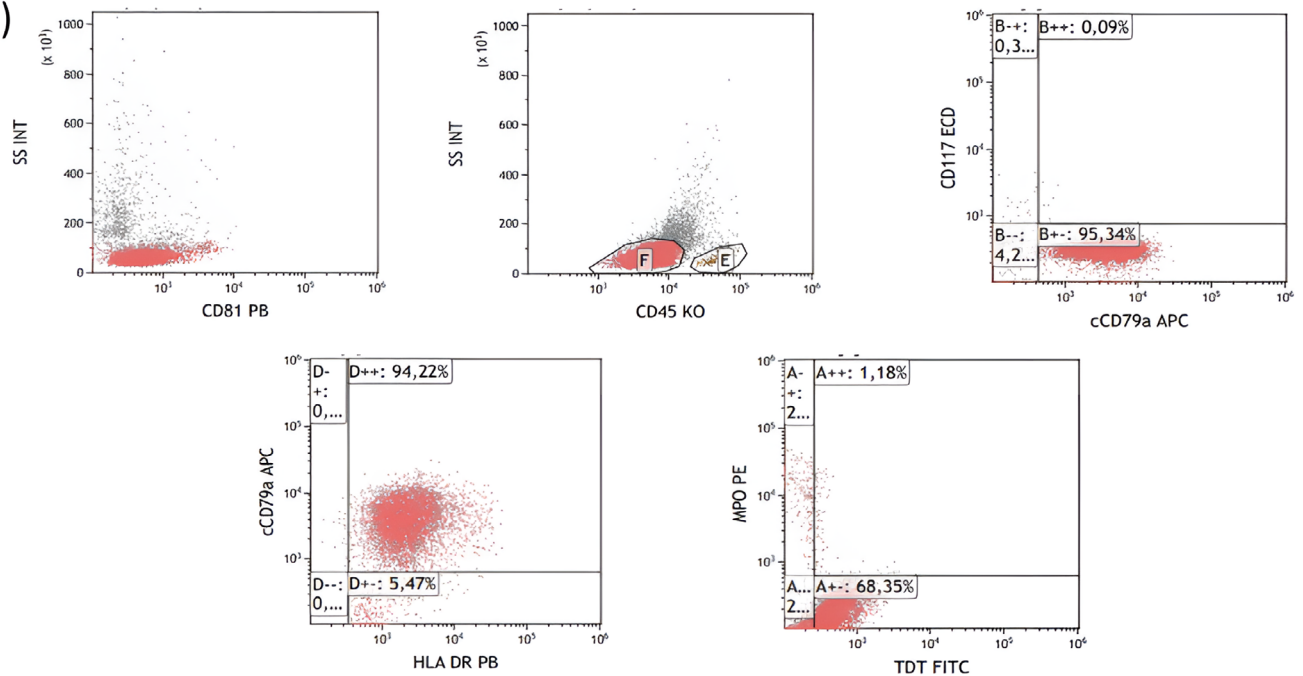 )
1000
800
600
400
200
0
(x 10³)
SS INT
10³
10⁴
10⁵
10⁶
CD81 PB
1000
800
600
400
200
0
(x 10³)
SS INT
F
E
10³
10⁴
10⁵
10⁶
CD45 KO
10⁶
10⁵
10⁴
10¹
CD117 ECD
B-+:
0,3...
B++: 0,09%
B--:
4,2...
B+-: 95,34%
10³
10⁴
10⁵
10⁶
cCD79a APC
10⁶
10⁵
10⁴
10³
cCD79a APC
D-
+:
0,...
D++: 94,22%
D--:
0,...
D+-: 5,47%
10³
10⁴
10⁵
10⁶
HLA DR PB
10⁶
10⁵
10⁴
10³
MPO PE
A-
+:
2...
A++: 1,18%
A...
2...
A+-: 68,35%
10³
10⁴
10⁵
10⁶
TDT FITC